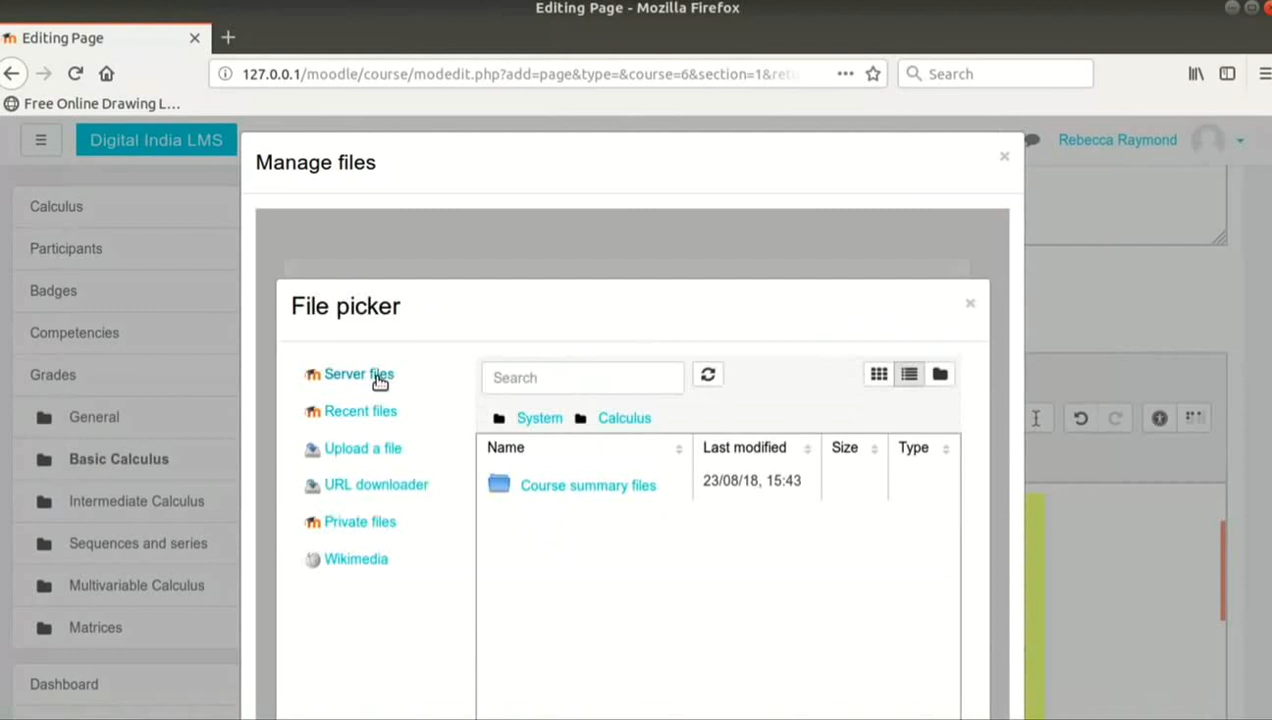 Editing Page - Mozilla Firefox
Editing Page
127.0.0.1/moodle/course/modedit.php?add=page&type=&course=6&section=1&ret
Search
Free Online Drawing L...
Digital India LMS
Manage files
Rebecca Raymond
Calculus
Participants
Badges
Competencies
Grades
General
Basic Calculus
Intermediate Calculus
Sequences and series
Multivariable Calculus
Matrices
Dashboard
File picker
Server files
Recent files
Upload a file
URL downloader
Private files
Wikimedia
Search
System Calculus
Name Last modified Size Type
Course summary files 23/08/18, 15:43